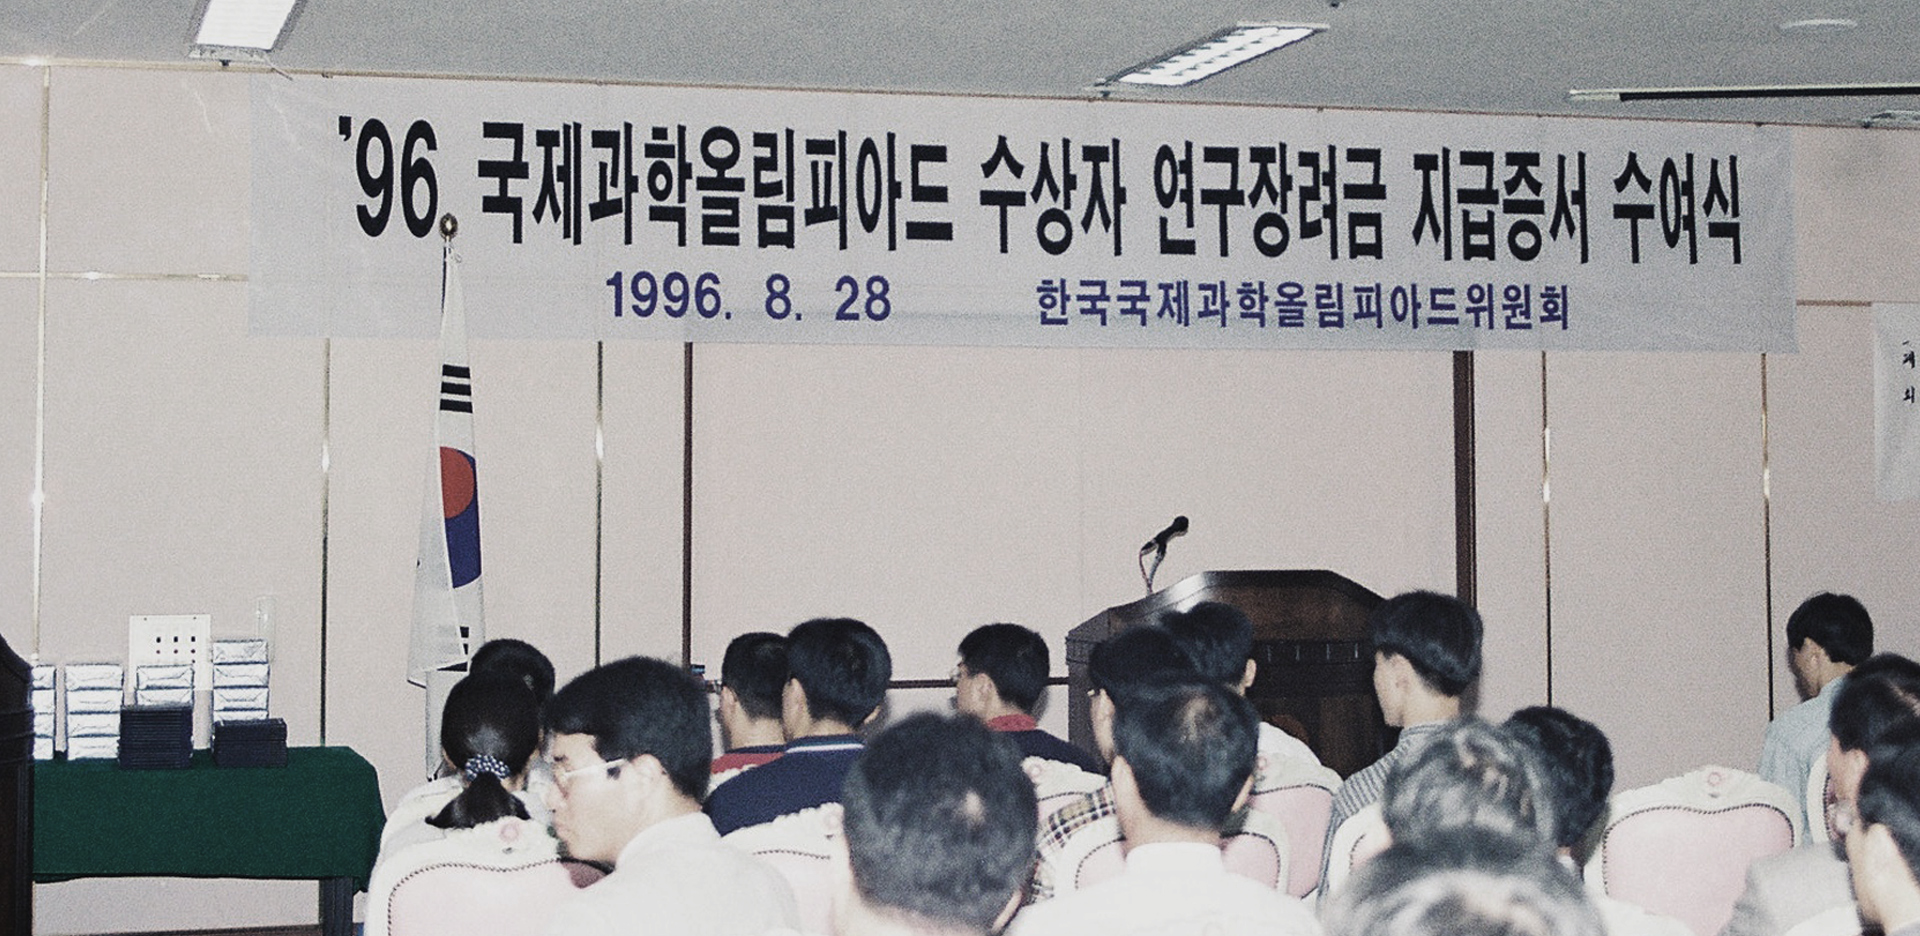 '96. 국제과학올림피아드 수상자 연구장려금 지급증서 수여식
1996. 8. 28 한국국제과학올림피아드위원회